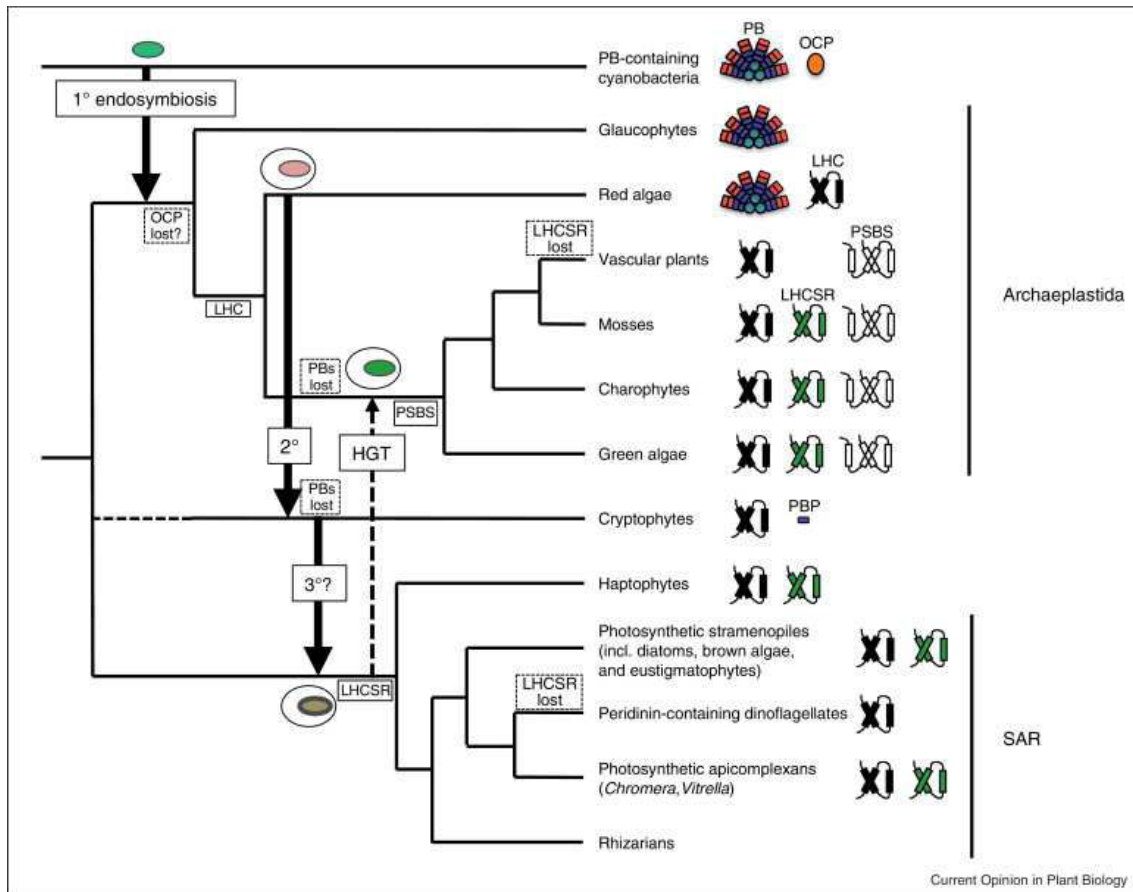 PB
OCP
PB-containing
cyanobacteria
1° endosymbiosis
Glaucophytes
LHC
Red algae
OCP
lost?
LHCSR
lost
PSBS
Vascular plants
Archaeplastida
LHC
LHCSR
Mosses
PBs
lost
Charophytes
PSBS
2°
HGT
Green algae
PBs
lost
PBP
Cryptophytes
3°?
Haptophytes
Photosynthetic stramenopiles
(incl. diatoms, brown algae,
and eustigmatophytes)
LHCSR
LHCSR
lost
Peridinin-containing dinoflagellates
SAR
Photosynthetic apicomplexans
(Chromera, Vitrella)
Rhizarians
Current Opinion in Plant Biology